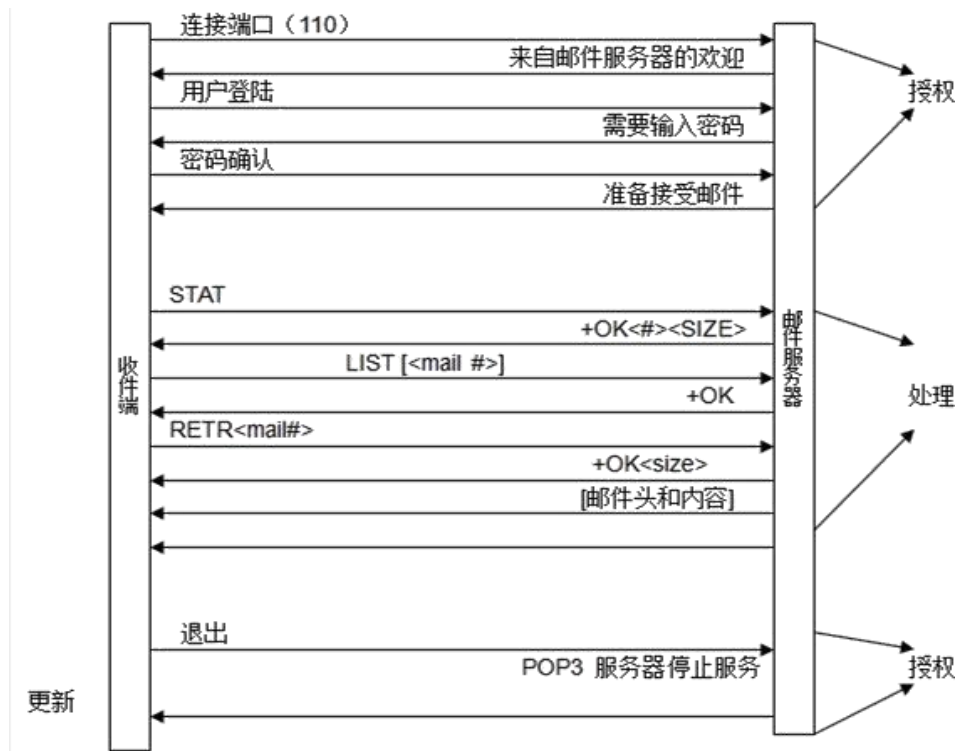 连接端口（110）
来自邮件服务器的欢迎
用户登陆
授权
需要输入密码
密码确认
准备接受邮件
STAT
+OK<#><SIZE>
邮件服务器
收件端
LIST [<mail #>]
+OK
处理
RETR<mail#>
+OK<size>
[邮件头和内容]
退出
POP3 服务器停止服务
授权
更新